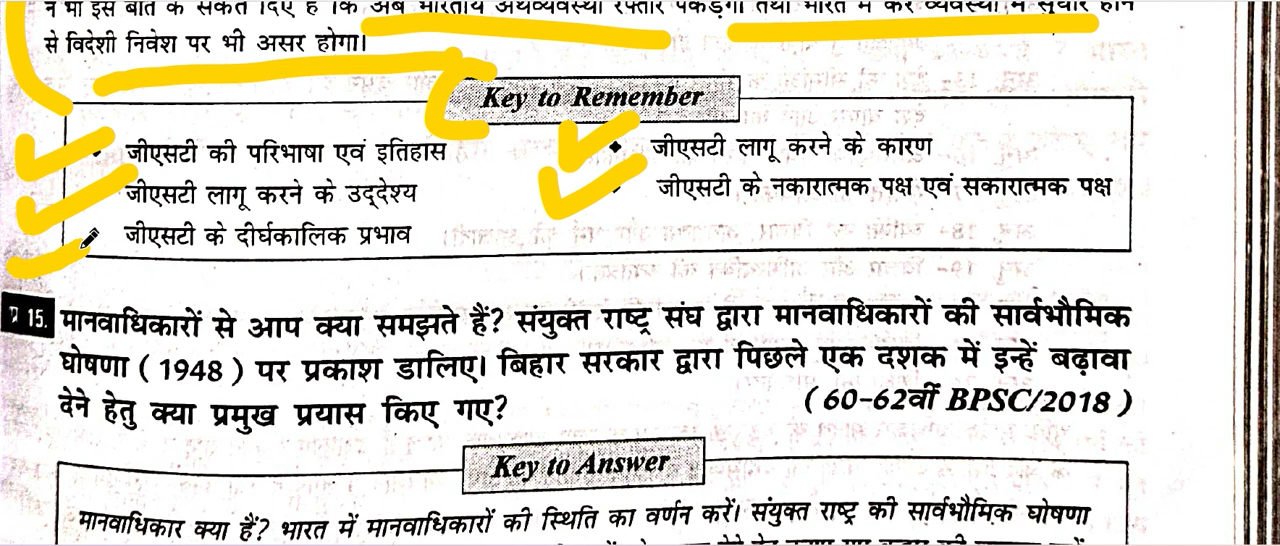 न भी इस बात के संकेत दिए हैं कि अब भारतीय अर्थव्यवस्था रफ्तार पकड़ेगी तथा भारत में कर व्यवस्था में सुधार होने
से विदेशी निवेश पर भी असर होगा।
Key to Remember
जीएसटी की परिभाषा एवं इतिहास
जीएसटी लागू करने के कारण
जीएसटी लागू करने के उद्देश्य
जीएसटी के नकारात्मक पक्ष एवं सकारात्मक पक्ष
जीएसटी के दीर्घकालिक प्रभाव
प्र 15. मानवाधिकारों से आप क्या समझते हैं? संयुक्त राष्ट्र संघ द्वारा मानवाधिकारों की सार्वभौमिक
घोषणा ( 1948 ) पर प्रकाश डालिए। बिहार सरकार द्वारा पिछले एक दशक में इन्हें बढ़ावा
देने हेतु क्या प्रमुख प्रयास किए गए?
( 60-62वीं BPSC/2018 )
Key to Answer
मानवाधिकार क्या हैं? भारत में मानवाधिकारों की स्थिति का वर्णन करें। संयुक्त राष्ट्र की सार्वभौमिक घोषणा